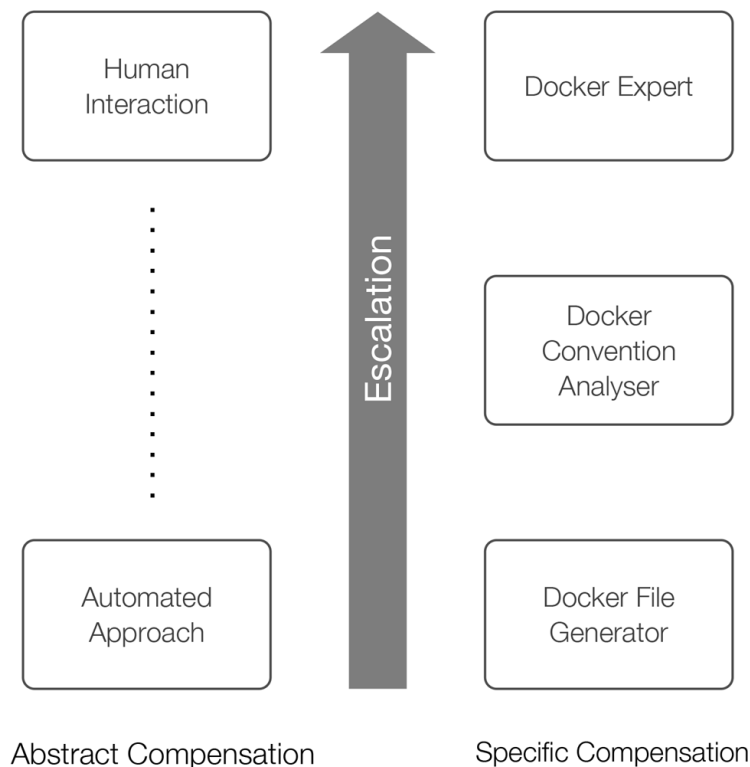 Human
Interaction
Docker Expert
Escalation
Docker
Convention
Analyser
Automated
Approach
Docker File
Generator
Abstract Compensation
Specific Compensation